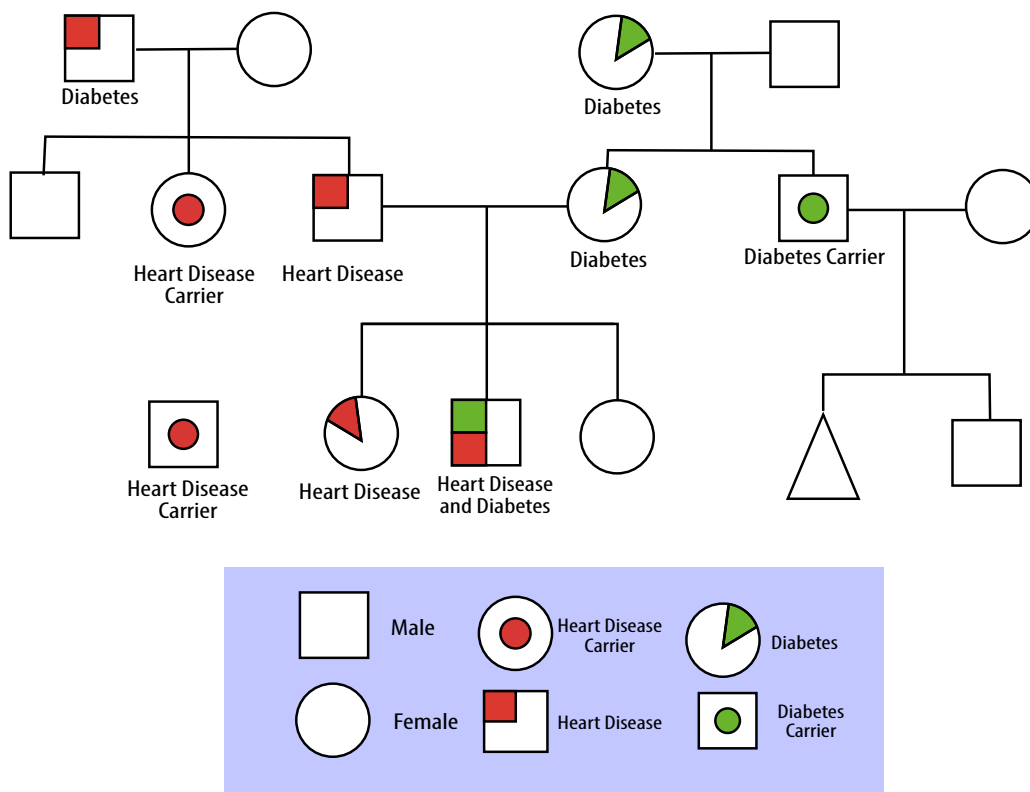 Diabetes
Diabetes
Heart Disease
Carrier
Heart Disease
Diabetes
Diabetes Carrier
Heart Disease
Carrier
Heart Disease
Heart Disease
and Diabetes
Male
Heart Disease
Carrier
Diabetes
Female
Heart Disease
Diabetes
Carrier